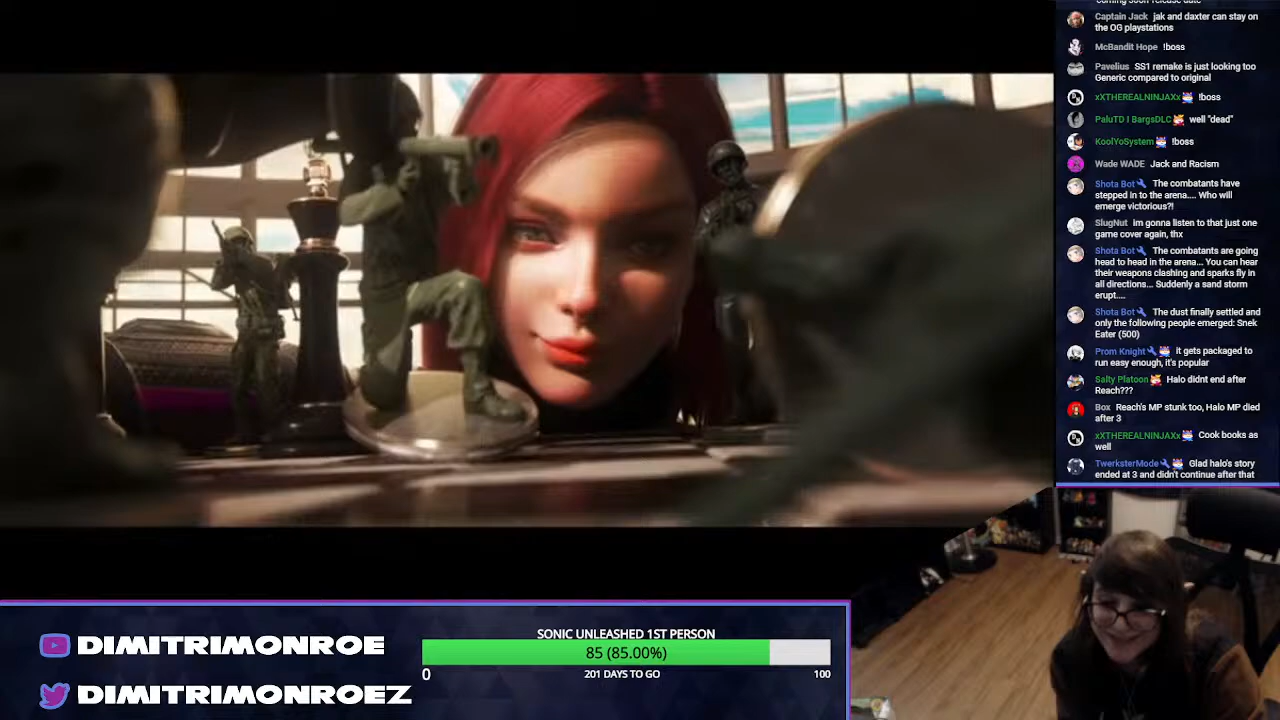 Coming Soon release date
Captain Jack jak and daxter can stay on
the OG playstations
McBandit Hope !boss
Pavelius SS1 remake is just looking too
Generic compared to original
xXTHEREALNINJAXx !boss
PaluTD I BargsDLC well "dead"
KoolYoSystem !boss
Wade WADE Jack and Racism
Shota Bot The combatants have
stepped in to the arena.... Who will
emerge victorious?!
SlugNut im gonna listen to that just one
game cover again, thx
Shota Bot The combatants are going
head to head in the arena... You can hear
their weapons clashing and sparks fly in
all directions... Suddenly a sand storm
erupt....
Shota Bot The dust finally settled and
only the following people emerged: Snek
Eater (500)
Prom Knight it gets packaged to
run easy enough, it's popular
Salty Platoon Halo didnt end after
Reach???
Box Reach's MP stunk too, Halo MP died
after 3
xXTHEREALNINJAXx Cook books as
well
TwerksterMode Glad halo's story
ended at 3 and didn't continue after that
DIMITRIMONROE
DIMITRIMONROEZ
SONIC UNLEASHED 1ST PERSON
85 (85.00%)
0 201 DAYS TO GO 100